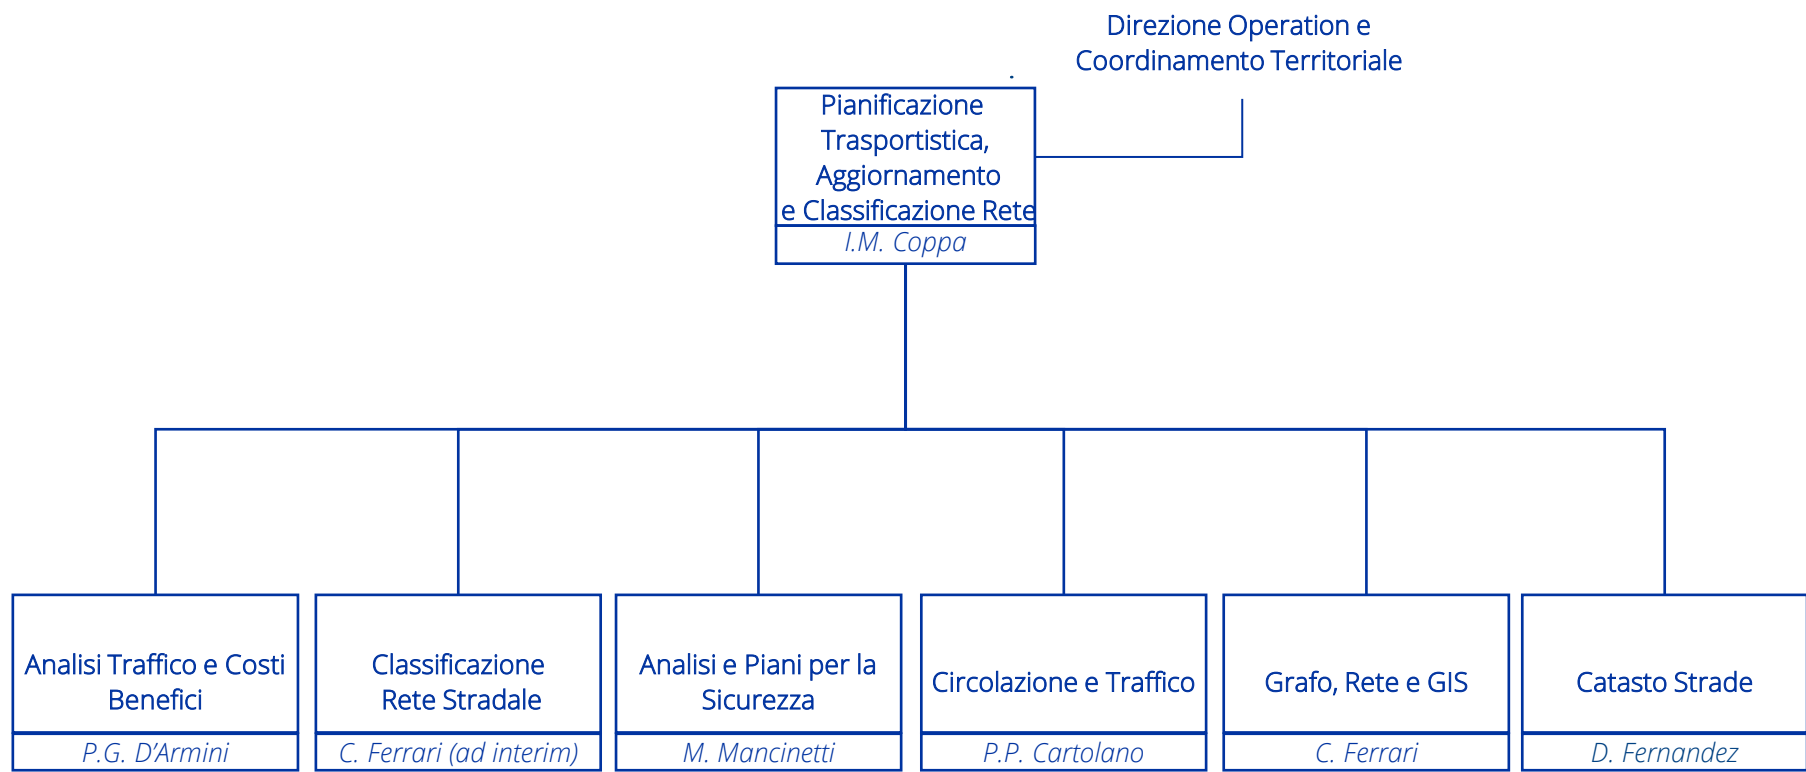 Direzione Operation e
Coordinamento Territoriale
.
Pianificazione
Trasportistica,
Aggiornamento
e Classificazione Rete
I.M. Coppa
Analisi Traffico e Costi
Benefici
P.G. D'Armini
Classificazione
Rete Stradale
C. Ferrari (ad interim)
Analisi e Piani per la
Sicurezza
M. Mancinetti
Circolazione e Traffico
P.P. Cartolano
Grafo, Rete e GIS
C. Ferrari
Catasto Strade
D. Fernandez